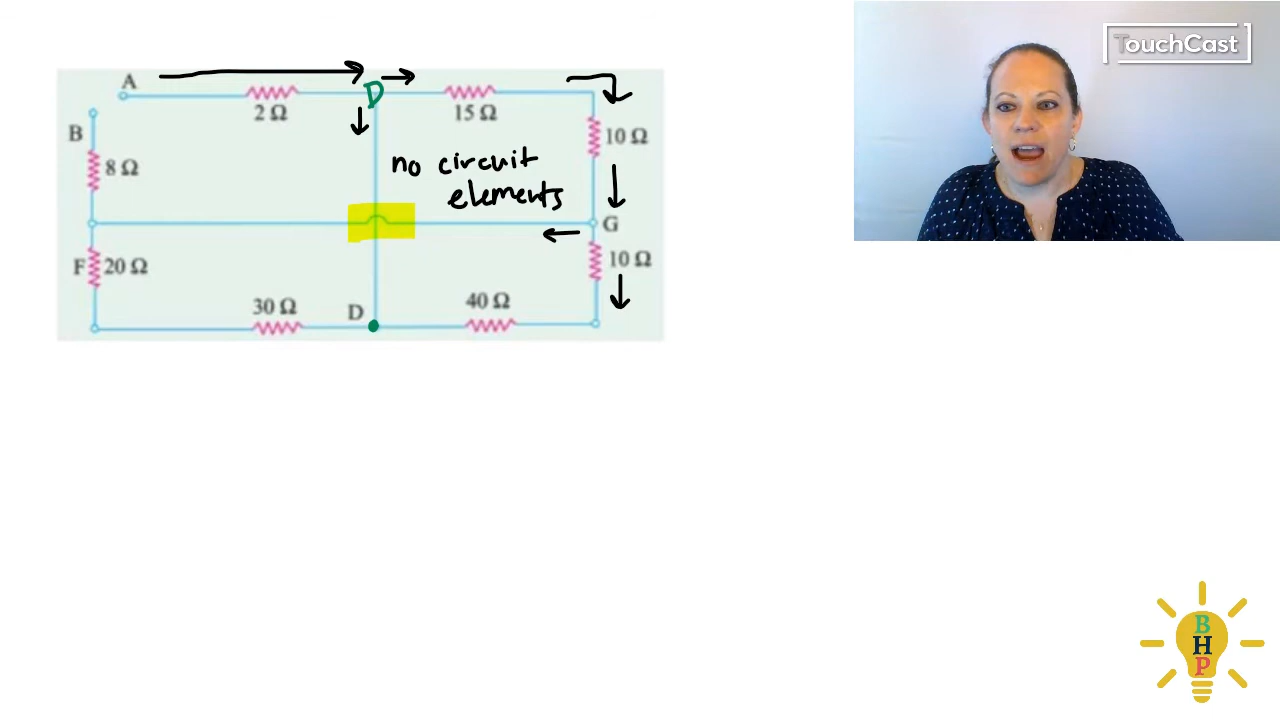 TouchCast
A
D
2 Ω
15 Ω
B
10 Ω
8 Ω
no circuit
elements
G
F
20 Ω
10 Ω
30 Ω
D
40 Ω
B
H
P